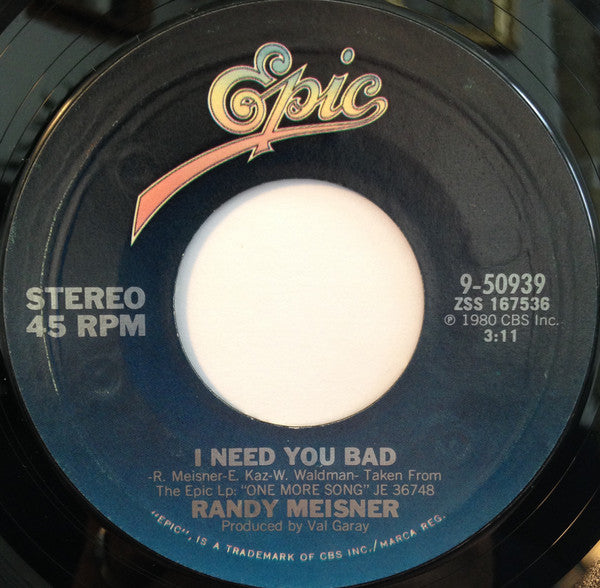 Epic
STEREO
45 RPM
9-50939
ZSS 167536
℗ 1980 CBS Inc.
3:11
I NEED YOU BAD
-R. Meisner-E. Kaz-W. Waldman- Taken From
The Epic Lp: "ONE MORE SONG" JE 36748
RANDY MEISNER
Produced by Val Garay
"EPIC", IS A TRADEMARK OF CBS INC./MARCA REG.